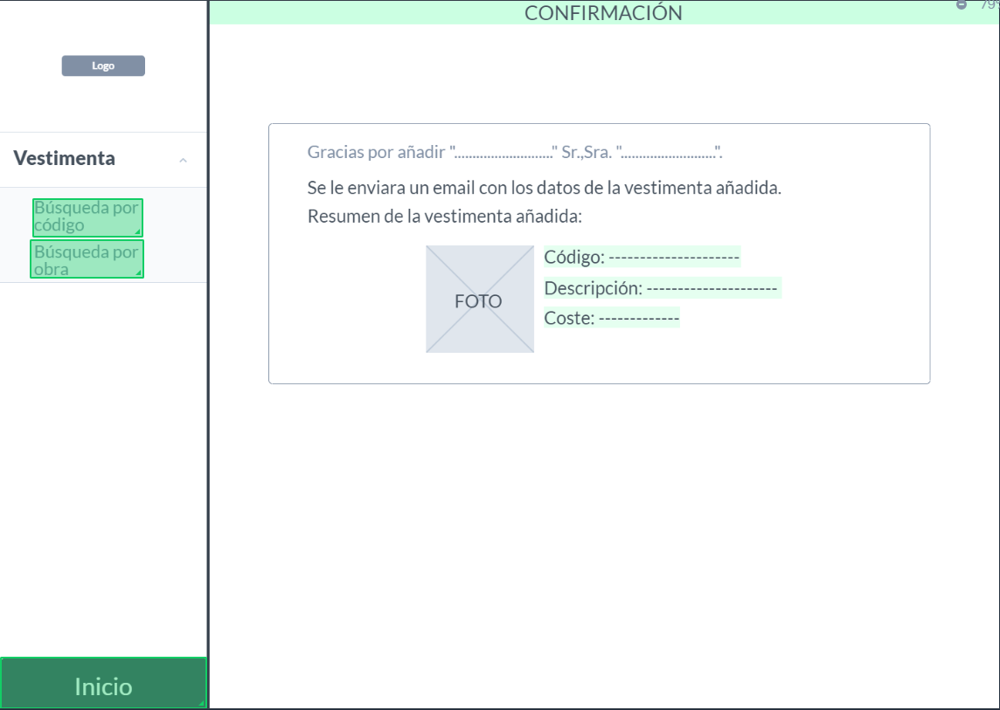 CONFIRMACIÓN
79%
Logo
Vestimenta
Búsqueda por
código
Búsqueda por
obra
Gracias por añadir "..........................." Sr.,Sra. "..........................".
Se le enviara un email con los datos de la vestimenta añadida.
Resumen de la vestimenta añadida:
FOTO
Código: ---------------------
Descripción: ---------------------
Coste: -------------
Inicio